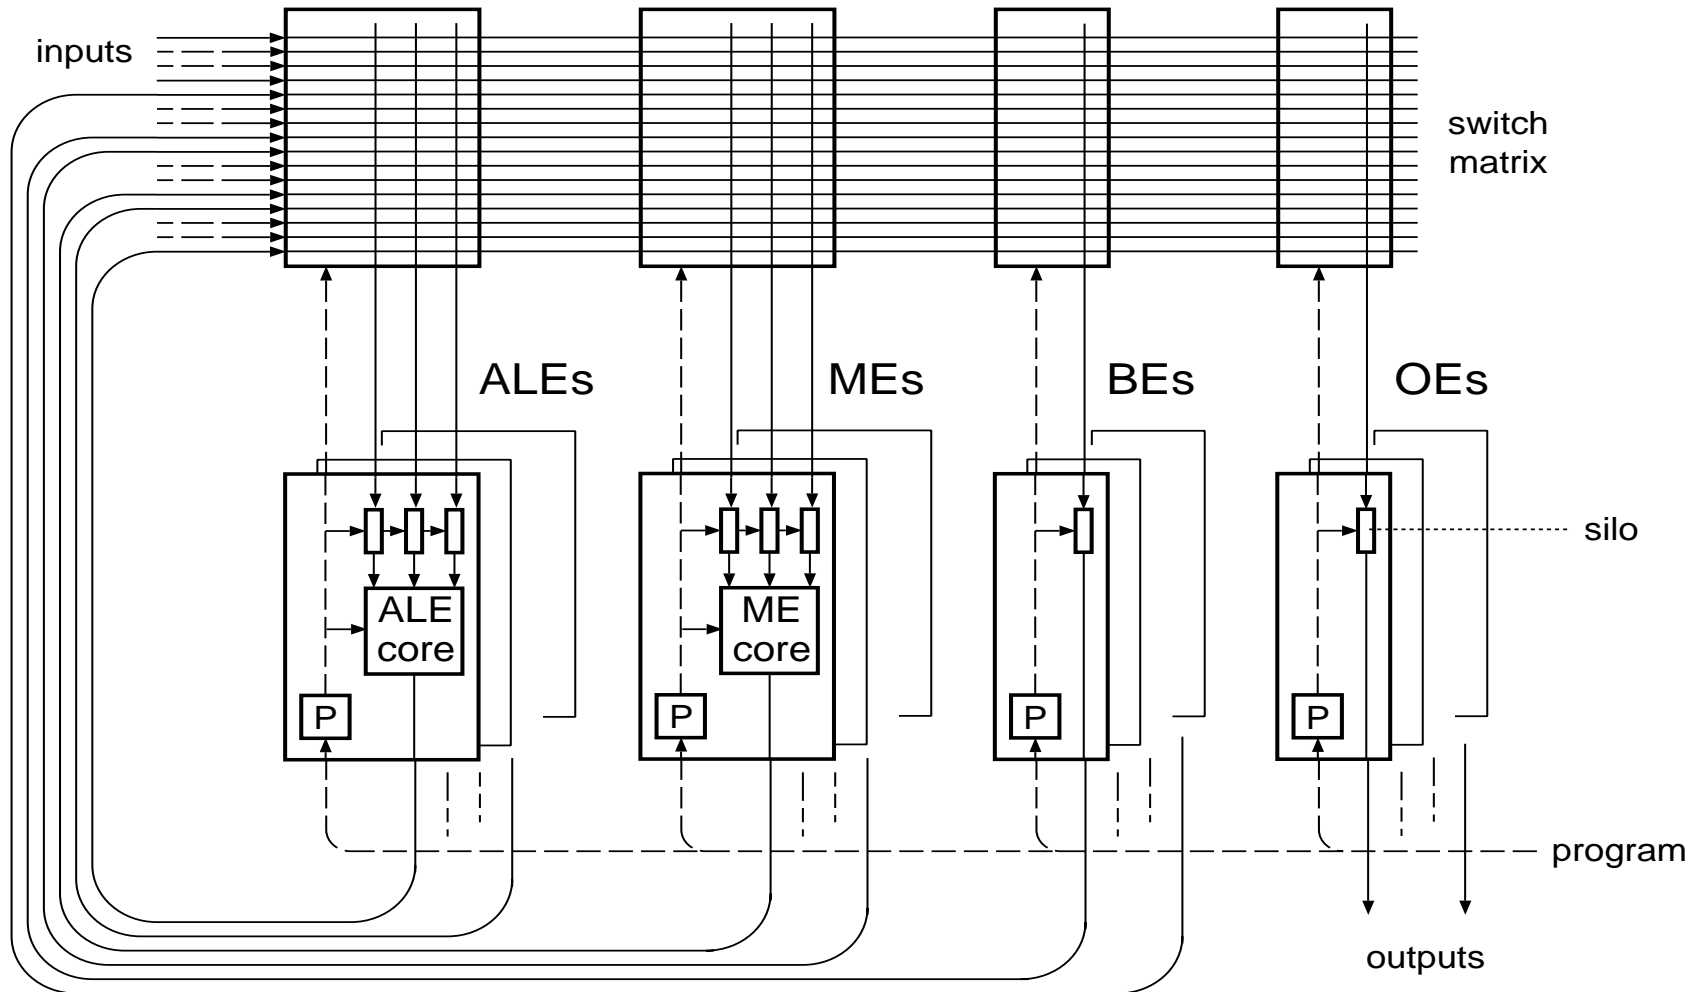 inputs
switch
matrix
ALEs
MEs
BEs
OEs
silo
ALE
core
ME
core
P
P
P
P
program
outputs